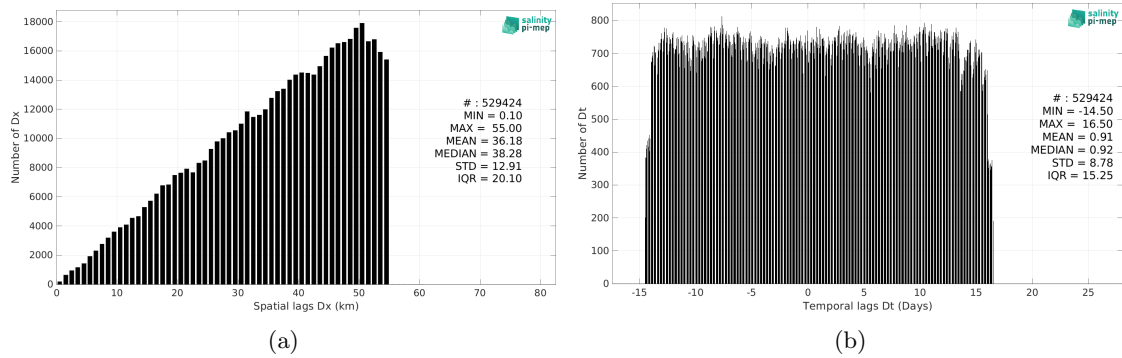 18000
16000
14000
12000
10000
8000
6000
4000
2000
0
Number of Dx
0 10 20 30 40 50 60 70 80
Spatial lags Dx (km)
salinity
pi-mep
# : 529424
MIN = 0.10
MAX = 55.00
MEAN = 36.18
MEDIAN = 38.28
STD = 12.91
IQR = 20.10
(a)
800
700
600
500
400
300
200
100
0
Number of Dt
-15 -10 -5 0 5 10 15 20 25
Temporal lags Dt (Days)
salinity
pi-mep
# : 529424
MIN = -14.50
MAX = 16.50
MEAN = 0.91
MEDIAN = 0.92
STD = 8.78
IQR = 15.25
(b)